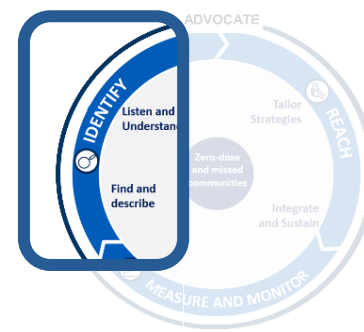 ADVOCATE
IDENTIFY
Listen and
Understand
Find and
describe
Zero-dose
and missed
communities
Tailor
Strategies
REACH
Integrate
and Sustain
MEASURE AND MONITOR